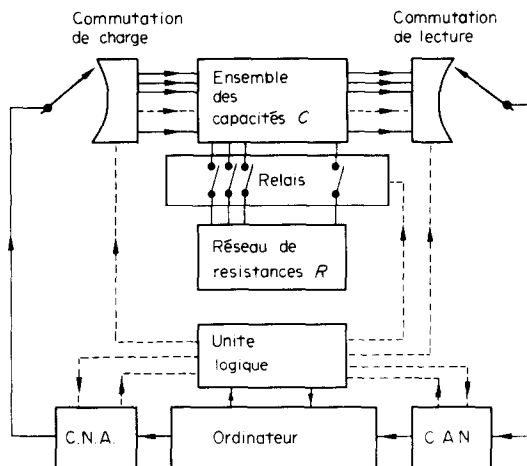 Commutation
de charge
Commutation
de lecture
Ensemble
des
capacités C
Relais
Réseau de
resistances R
Unite
logique
C.N.A.
Ordinateur
C A N